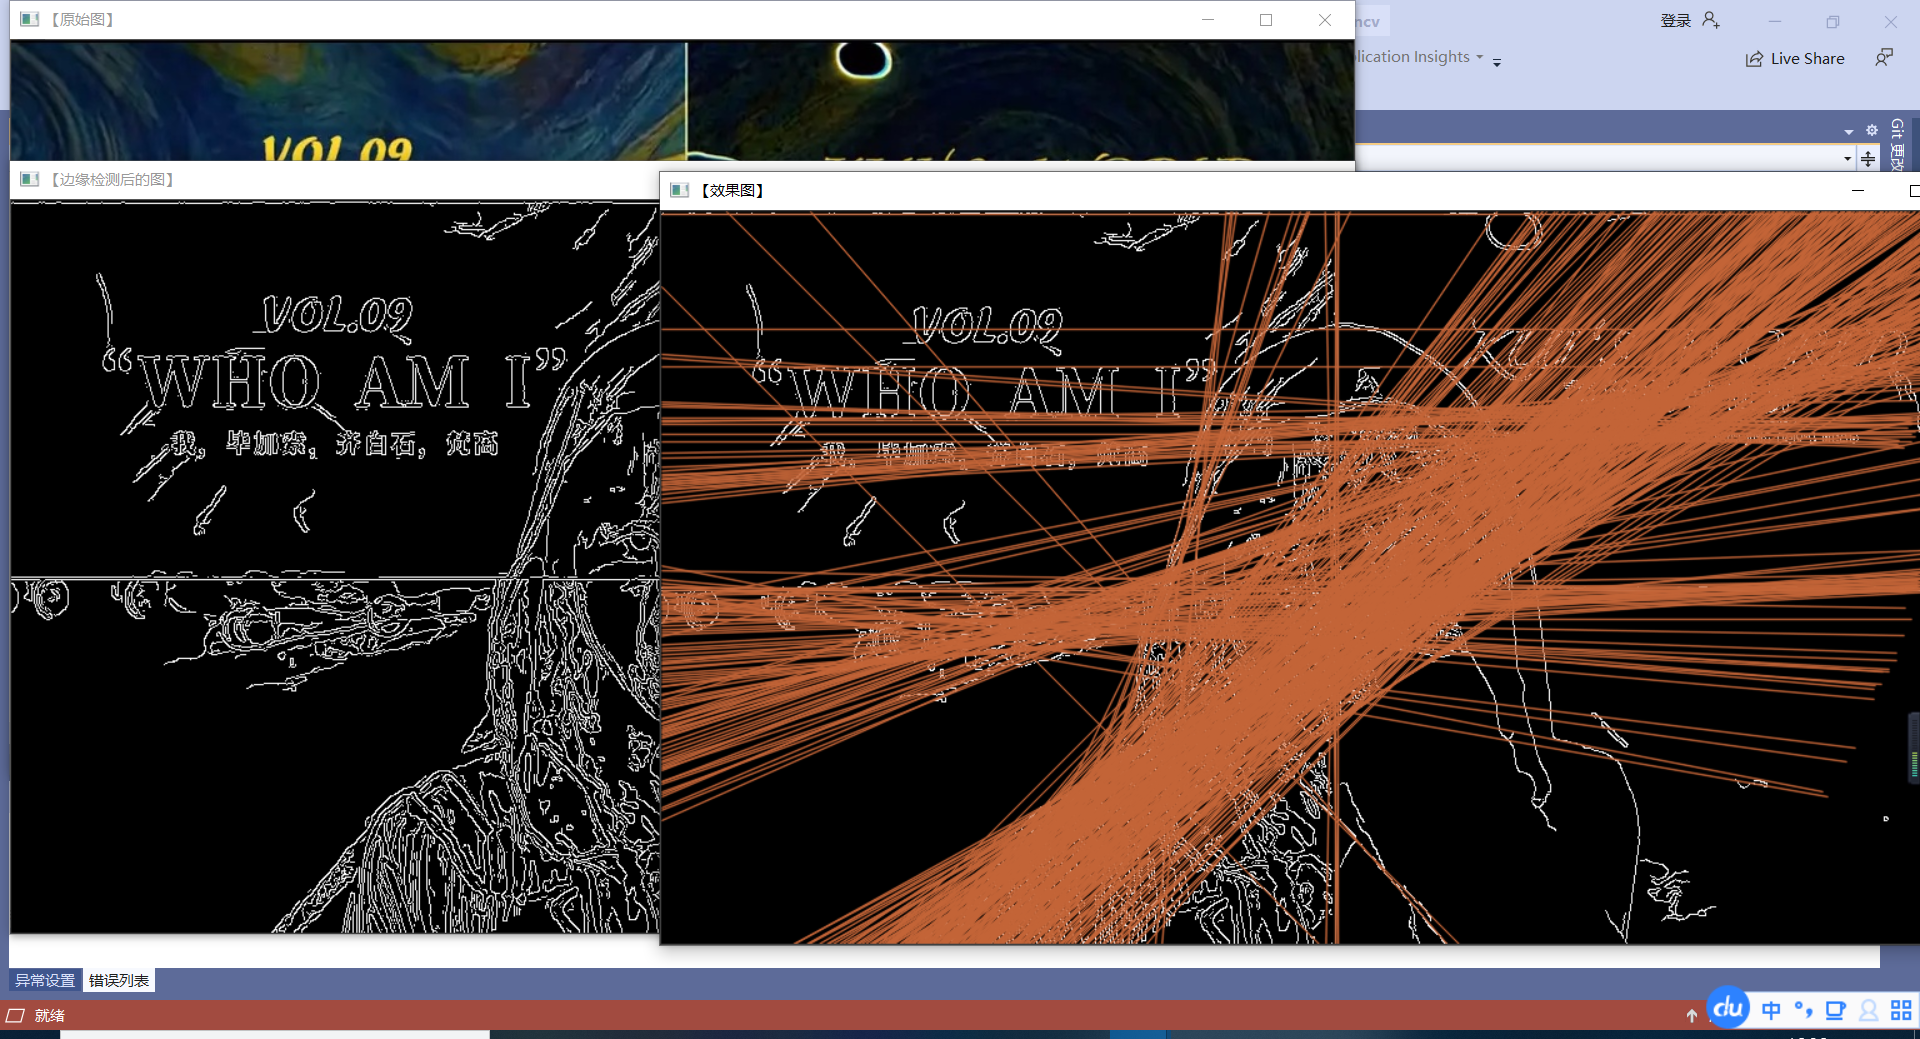 【原始图】
ncv
登录
lication Insights
Live Share
VOL.09
Git 更改
【边缘检测后的图】
【效果图】
VOL.09
“WHO AM I”
我，毕加索，齐白石，梵高
VOL.09
“WHO AM I”
我，毕加索，齐白石，梵高
异常设置
错误列表
就绪
du 中